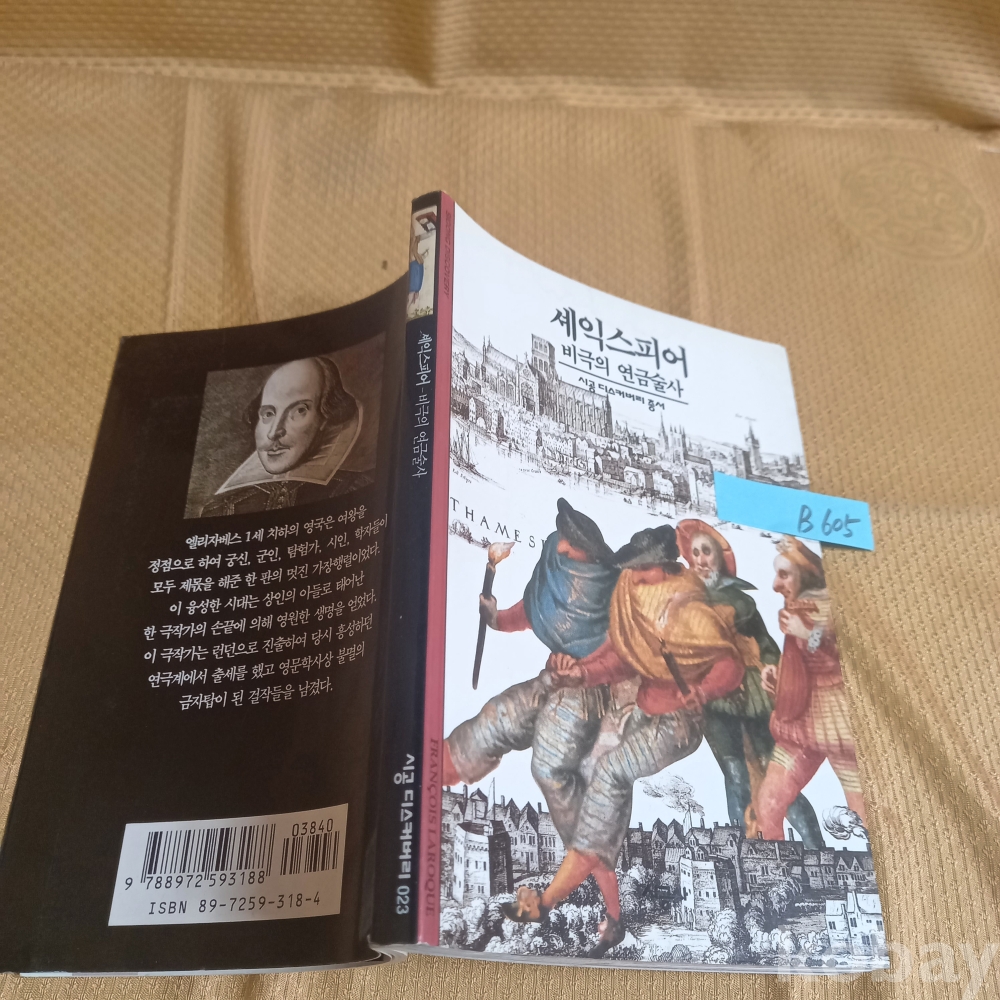 셰익스피어
비극의 연금술사
시공 디스커버리 총서
THAMES
B605
셰익스피어 - 비극의 연금술사
시공 디스커버리 023
FRANÇOIS LAROQUE
엘리자베스 1세 치하의 영국은 여왕을
정점으로 하여 궁신, 군인, 탐험가, 시인, 학자들이
모두 제몫을 해준 한 판의 멋진 가장행렬이었다.
이 융성한 시대는 상인의 아들로 태어난
한 극작가의 손끝에 의해 영원한 생명을 얻었다.
이 극작가는 런던으로 진출하여 당시 흥성하던
연극계에서 출세를 했고 영문학사상 불멸의
금자탑이 된 걸작들을 남겼다.
03840
9 788972 593188
ISBN 89-7259-318-4
kobay